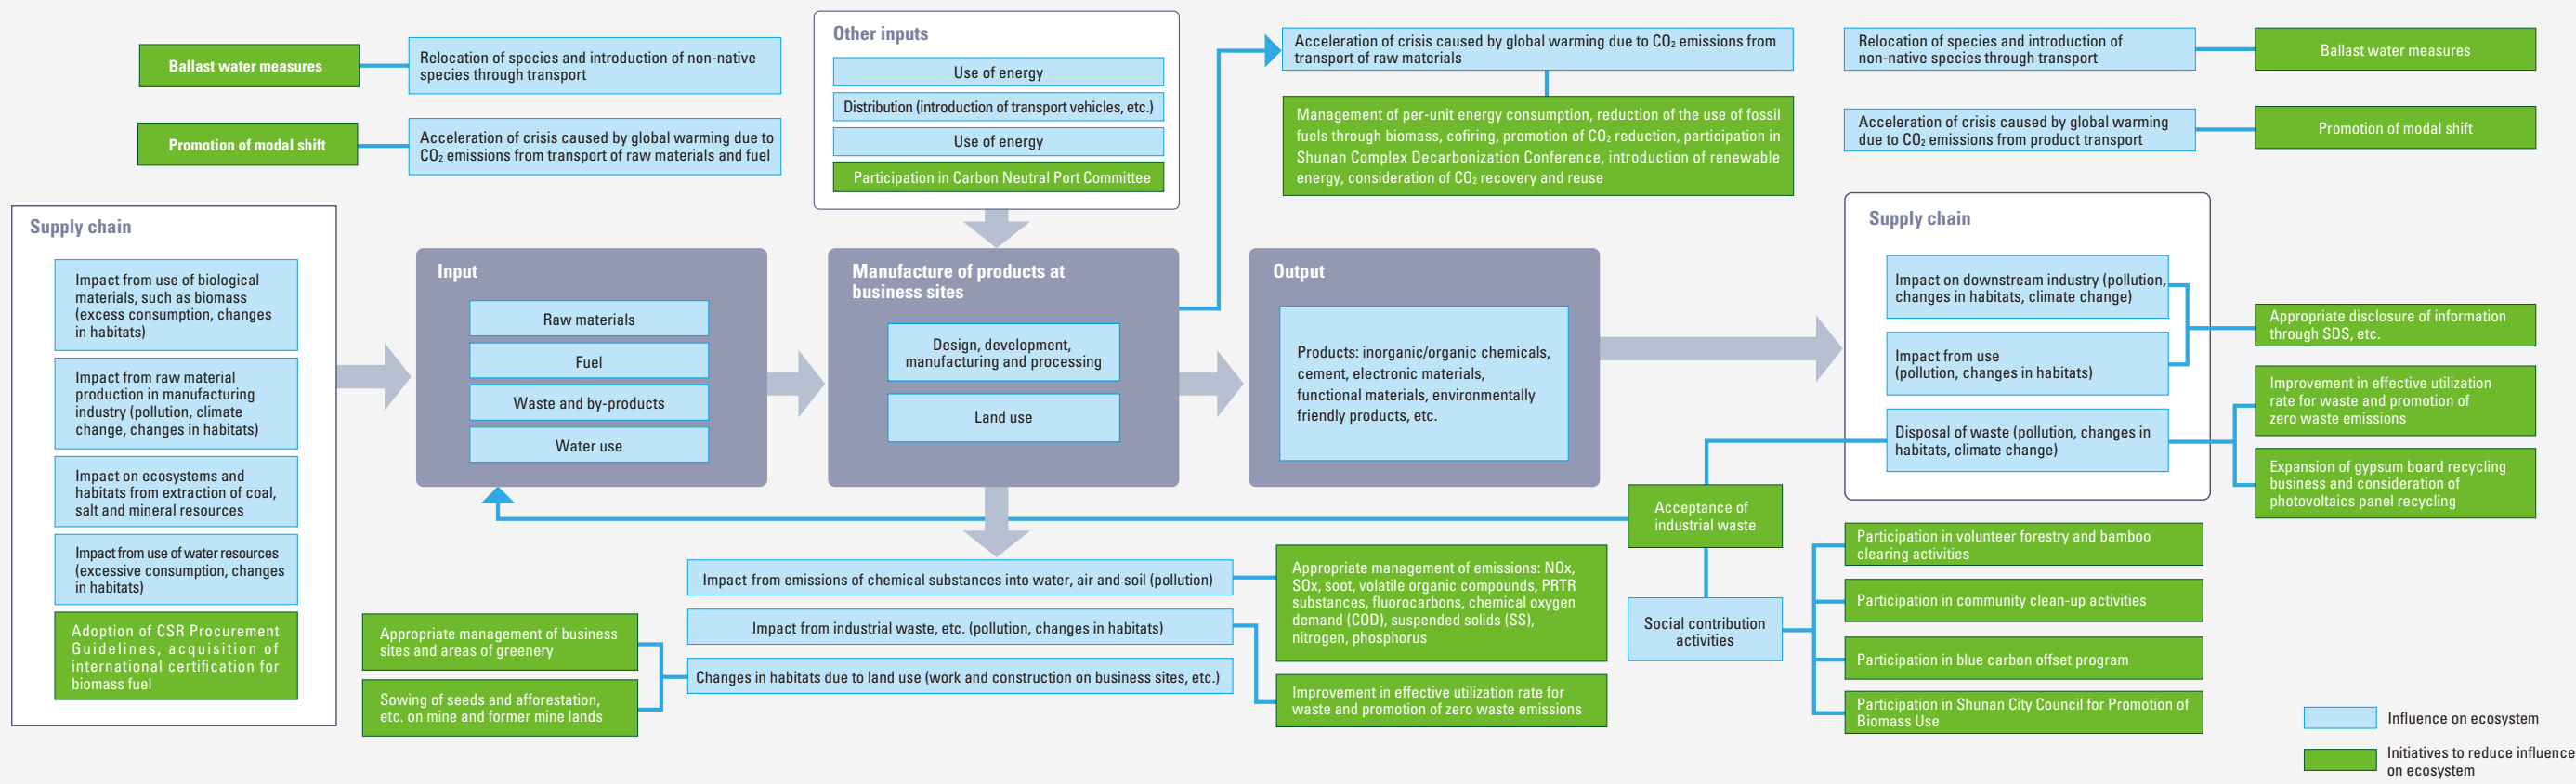 Ballast water measures
Relocation of species and introduction of non-native
species through transport
Promotion of modal shift
Acceleration of crisis caused by global warming due to
CO₂ emissions from transport of raw materials and fuel
Other inputs
Use of energy
Distribution (introduction of transport vehicles, etc.)
Use of energy
Participation in Carbon Neutral Port Committee
Acceleration of crisis caused by global warming due to CO₂ emissions from
transport of raw materials
Management of per-unit energy consumption, reduction of the use of fossil
fuels through biomass, cofiring, promotion of CO₂ reduction, participation in
Shunan Complex Decarbonization Conference, introduction of renewable
energy, consideration of CO₂ recovery and reuse
Relocation of species and introduction of
non-native species through transport
Ballast water measures
Acceleration of crisis caused by global warming
due to CO₂ emissions from product transport
Promotion of modal shift
Supply chain
Impact from use of biological
materials, such as biomass
(excess consumption, changes
in habitats)
Impact from raw material
production in manufacturing
industry (pollution, climate
change, changes in habitats)
Impact on ecosystems and
habitats from extraction of coal,
salt and mineral resources
Impact from use of water resources
(excessive consumption, changes
in habitats)
Adoption of CSR Procurement
Guidelines, acquisition of
international certification for
biomass fuel
Input
Raw materials
Fuel
Waste and by-products
Water use
Manufacture of products at
business sites
Design, development,
manufacturing and processing
Land use
Output
Products: inorganic/organic chemicals,
cement, electronic materials,
functional materials, environmentally
friendly products, etc.
Supply chain
Impact on downstream industry (pollution,
changes in habitats, climate change)
Impact from use
(pollution, changes in habitats)
Disposal of waste (pollution, changes in
habitats, climate change)
Appropriate disclosure of information
through SDS, etc.
Improvement in effective utilization
rate for waste and promotion of
zero waste emissions
Expansion of gypsum board recycling
business and consideration of
photovoltaics panel recycling
Acceptance of
industrial waste
Impact from emissions of chemical substances into water, air and soil (pollution)
Impact from industrial waste, etc. (pollution, changes in habitats)
Changes in habitats due to land use (work and construction on business sites, etc.)
Appropriate management of business
sites and areas of greenery
Sowing of seeds and afforestation,
etc. on mine and former mine lands
Appropriate management of emissions: NOx,
SOx, soot, volatile organic compounds, PRTR
substances, fluorocarbons, chemical oxygen
demand (COD), suspended solids (SS),
nitrogen, phosphorus
Improvement in effective utilization rate for
waste and promotion of zero waste emissions
Social contribution
activities
Participation in volunteer forestry and bamboo
clearing activities
Participation in community clean-up activities
Participation in blue carbon offset program
Participation in Shunan City Council for Promotion of
Biomass Use
Influence on ecosystem
Initiatives to reduce influence
on ecosystem